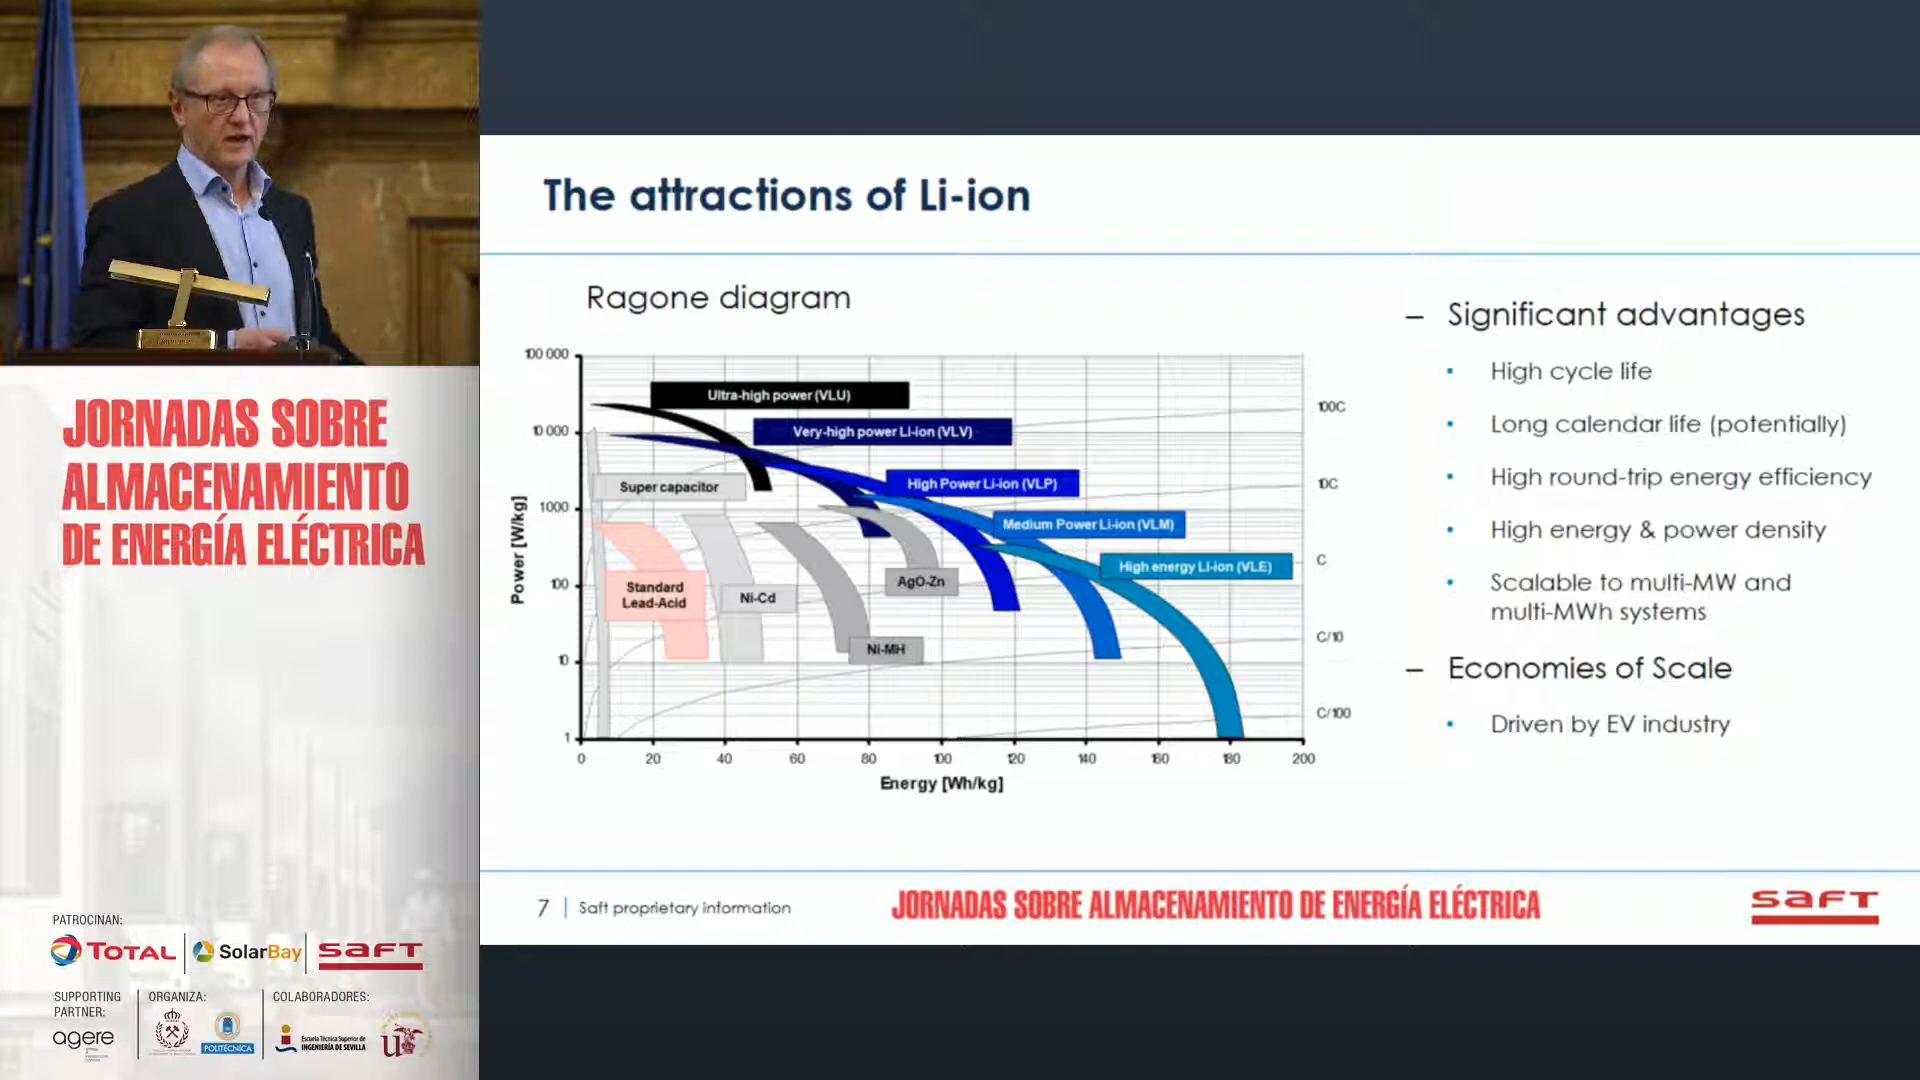 JORNADAS SOBRE
ALMACENAMIENTO
DE ENERGÍA ELÉCTRICA
PATROCINAN:
TOTAL
SolarBay
saft
SUPPORTING
PARTNER:
agere
ORGANIZA:
POLITÉCNICA
COLABORADORES:
Escuela Técnica Superior de
INGENIERÍA DE SEVILLA
The attractions of Li-ion
Ragone diagram
100 000
10 000
1000
100
10
1
Power [W/kg]
Ultra-high power (VLU)
Very-high power Li-ion (VLV)
High Power Li-ion (VLP)
Super capacitor
Medium Power Li-ion (VLM)
High energy Li-ion (VLE)
AgO-Zn
Standard
Lead-Acid
Ni-Cd
Ni-MH
100C
10C
C
C/10
C/100
0 20 40 60 80 100 120 140 160 180 200
Energy [Wh/kg]
– Significant advantages
• High cycle life
• Long calendar life (potentially)
• High round-trip energy efficiency
• High energy & power density
• Scalable to multi-MW and
multi-MWh systems
– Economies of Scale
• Driven by EV industry
7 | Saft proprietary information
JORNADAS SOBRE ALMACENAMIENTO DE ENERGÍA ELÉCTRICA
saft